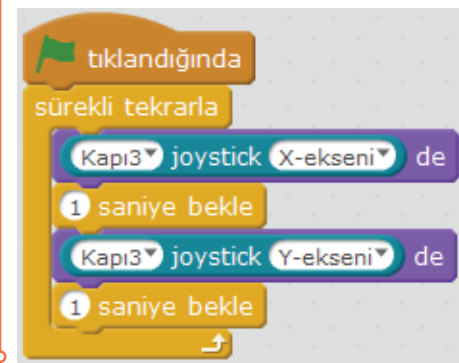 tıklandığında
sürekli tekrarla
Kapı3 joystick X-ekseni de
1 saniye bekle
Kapı3 joystick Y-ekseni de
1 saniye bekle